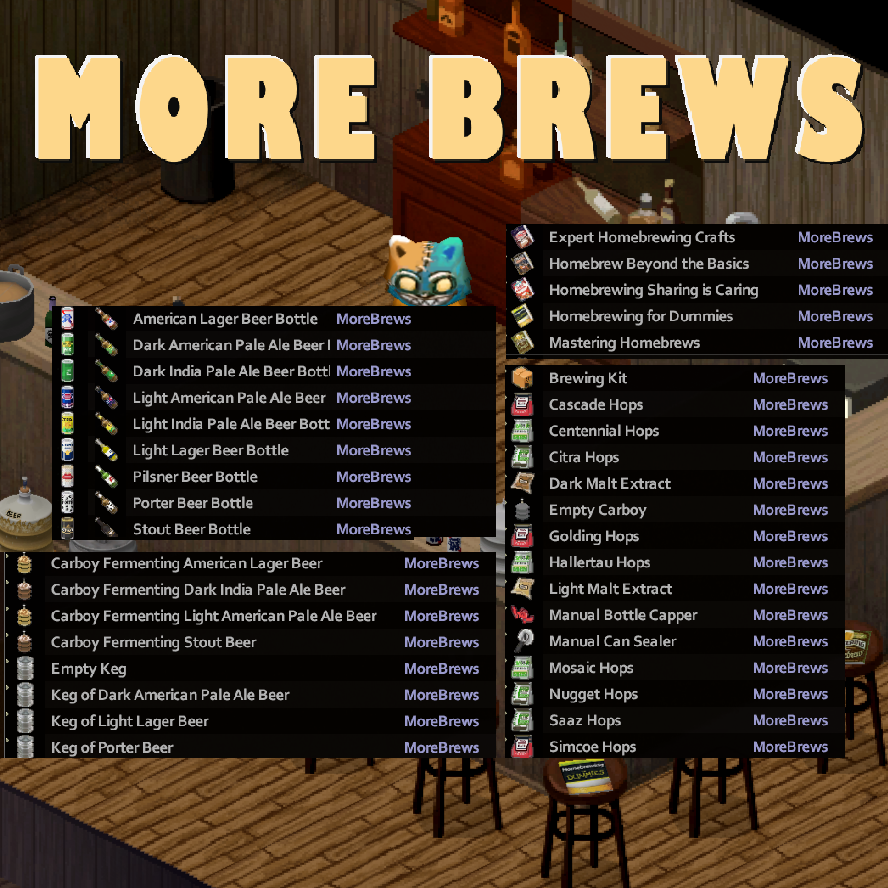 MORE BREWS
Expert Homebrewing Crafts MoreBrews
Homebrew Beyond the Basics MoreBrews
Homebrewing Sharing is Caring MoreBrews
Homebrewing for Dummies MoreBrews
Mastering Homebrews MoreBrews
American Lager Beer Bottle MoreBrews
Dark American Pale Ale Beer MoreBrews
Dark India Pale Ale Beer Bottl MoreBrews
Light American Pale Ale Beer MoreBrews
Light India Pale Ale Beer Bott MoreBrews
Light Lager Beer Bottle MoreBrews
Pilsner Beer Bottle MoreBrews
Porter Beer Bottle MoreBrews
Stout Beer Bottle MoreBrews
Brewing Kit MoreBrews
Cascade Hops MoreBrews
Centennial Hops MoreBrews
Citra Hops MoreBrews
Dark Malt Extract MoreBrews
Empty Carboy MoreBrews
Golding Hops MoreBrews
Hallertau Hops MoreBrews
Light Malt Extract MoreBrews
Manual Bottle Capper MoreBrews
Manual Can Sealer MoreBrews
Mosaic Hops MoreBrews
Nugget Hops MoreBrews
Saaz Hops MoreBrews
Simcoe Hops MoreBrews
BEER
Carboy Fermenting American Lager Beer MoreBrews
Carboy Fermenting Dark India Pale Ale Beer MoreBrews
Carboy Fermenting Light American Pale Ale Beer MoreBrews
Carboy Fermenting Stout Beer MoreBrews
Empty Keg MoreBrews
Keg of Dark American Pale Ale Beer MoreBrews
Keg of Light Lager Beer MoreBrews
Keg of Porter Beer MoreBrews
Homebrewing
DUMMIES